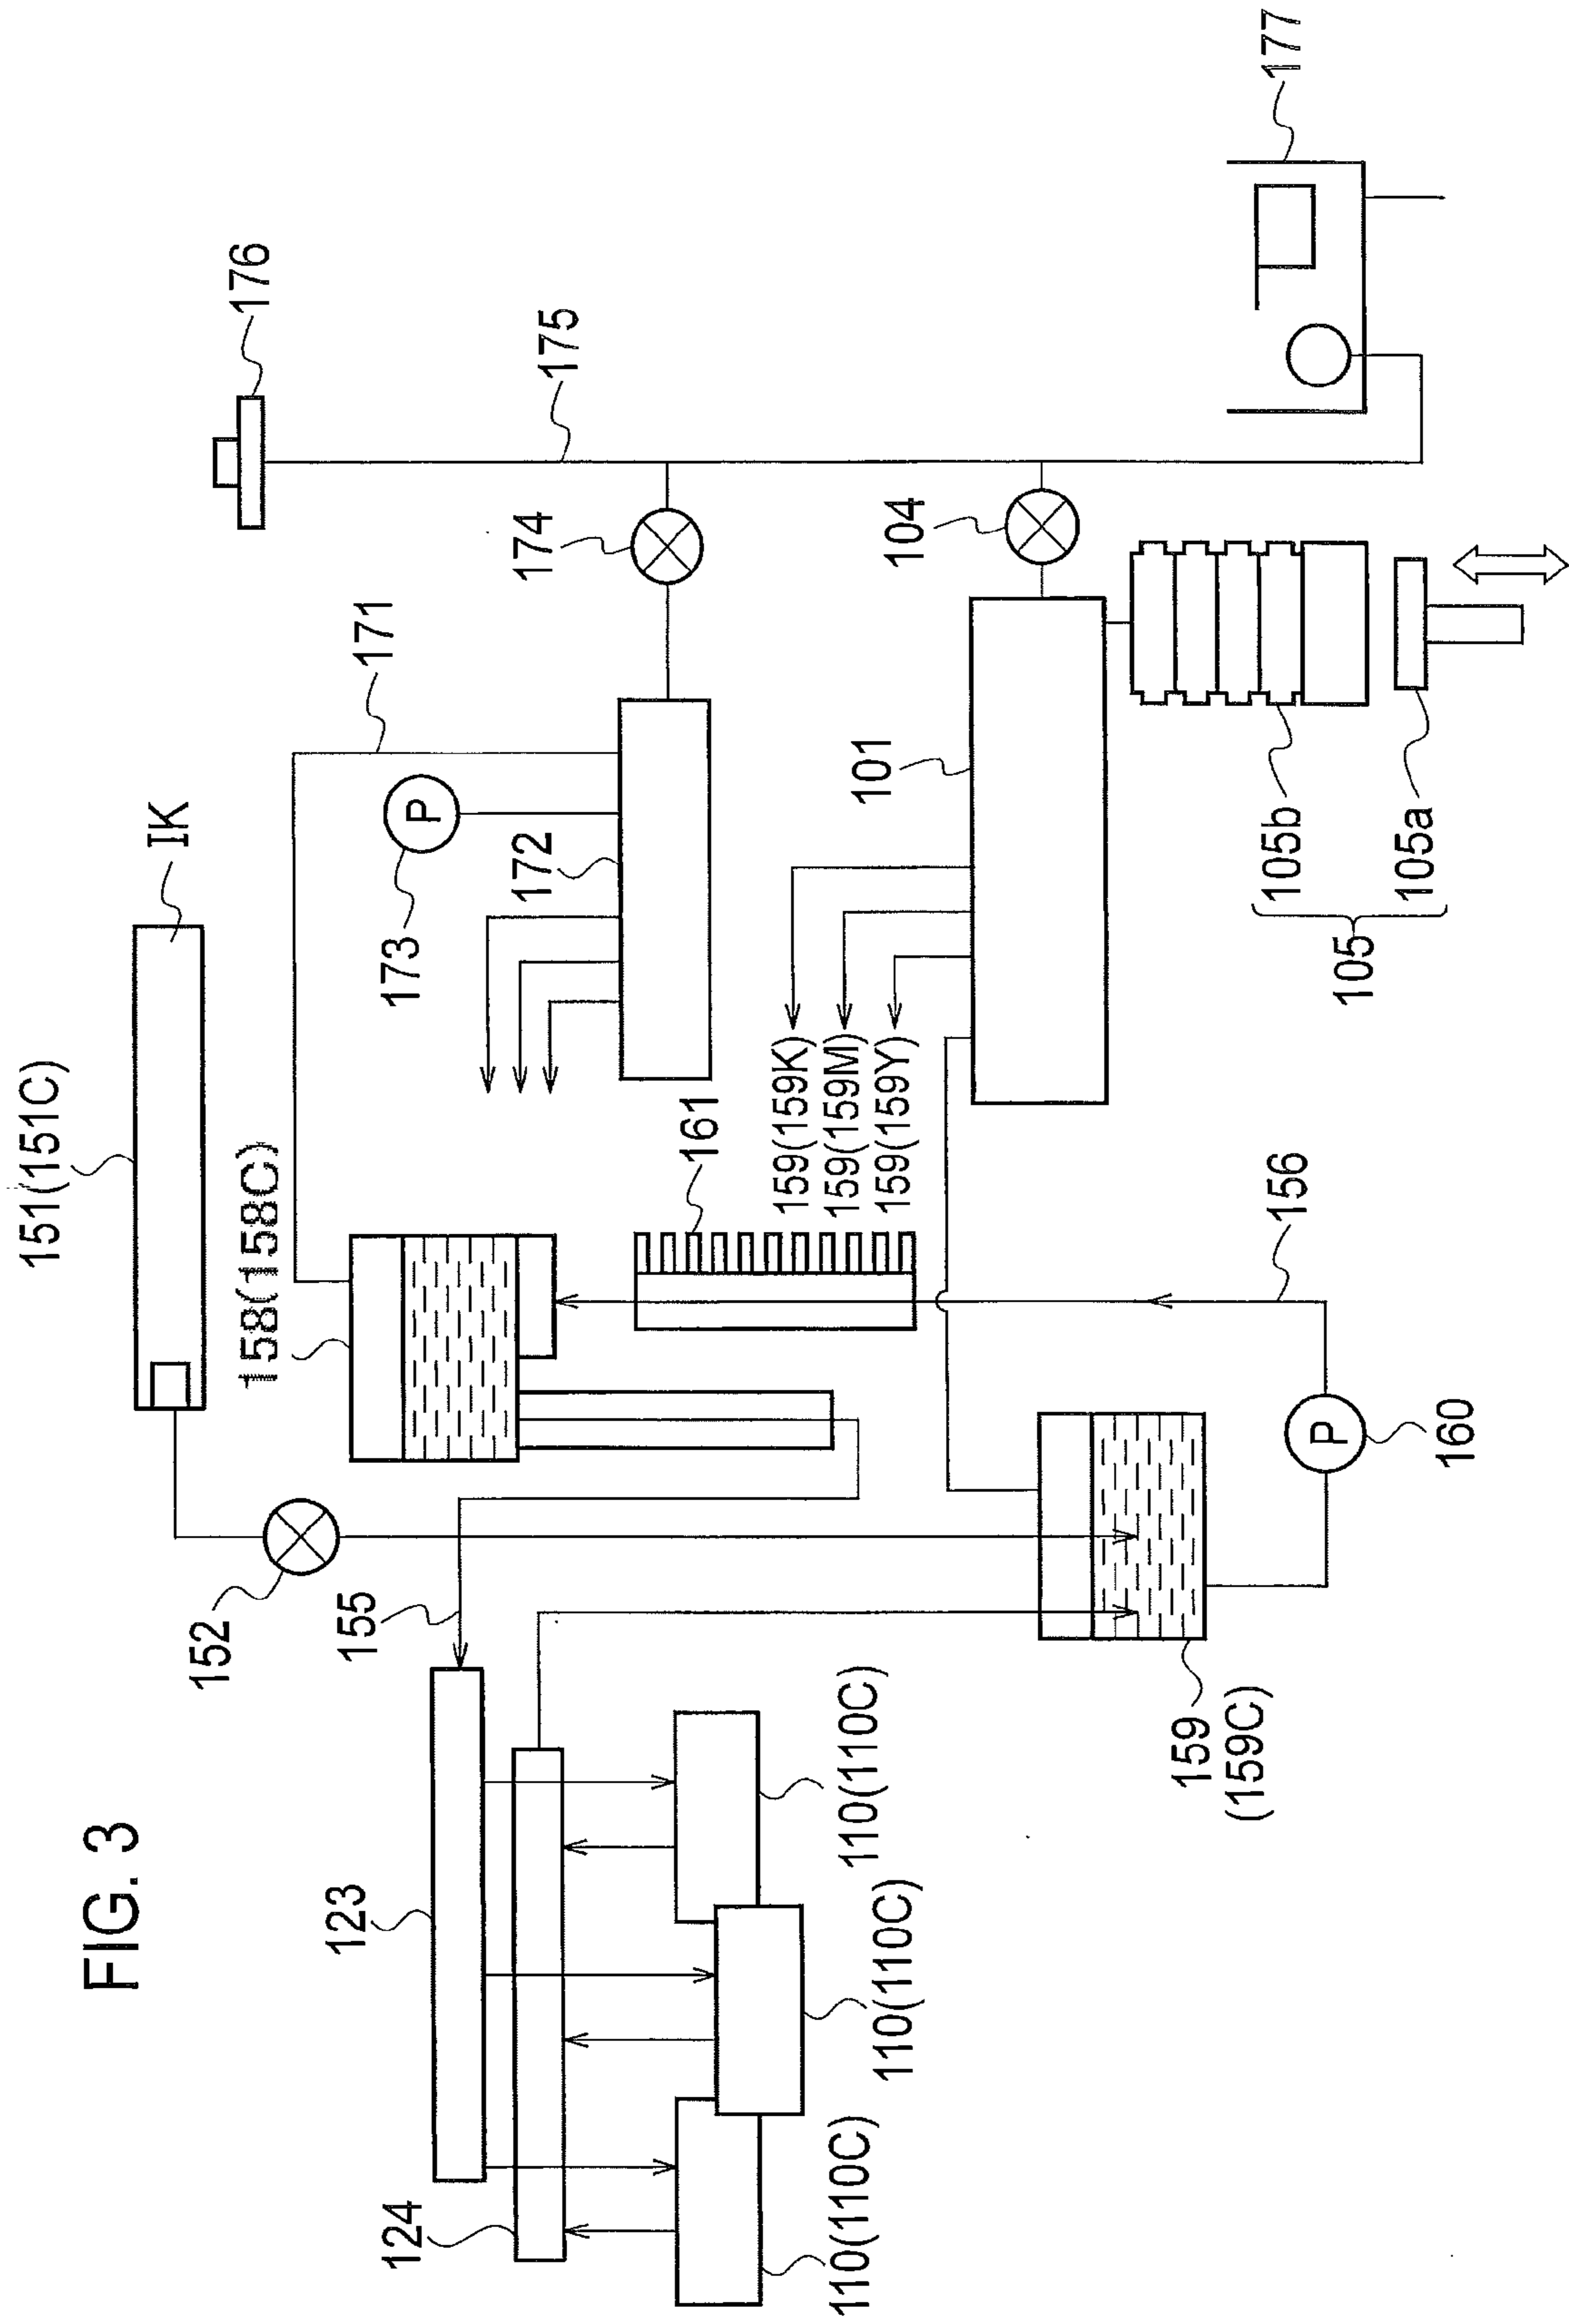 FIG. 3
151(151C)
IK
176
158(158C)
171
173
P
172
174
175
152
155
123
124
161
159(159K)
159(159M)
159(159Y)
101
104
177
110(110C)
110(110C)
110(110C)
159
(159C)
P
160
156
105b
105a
105